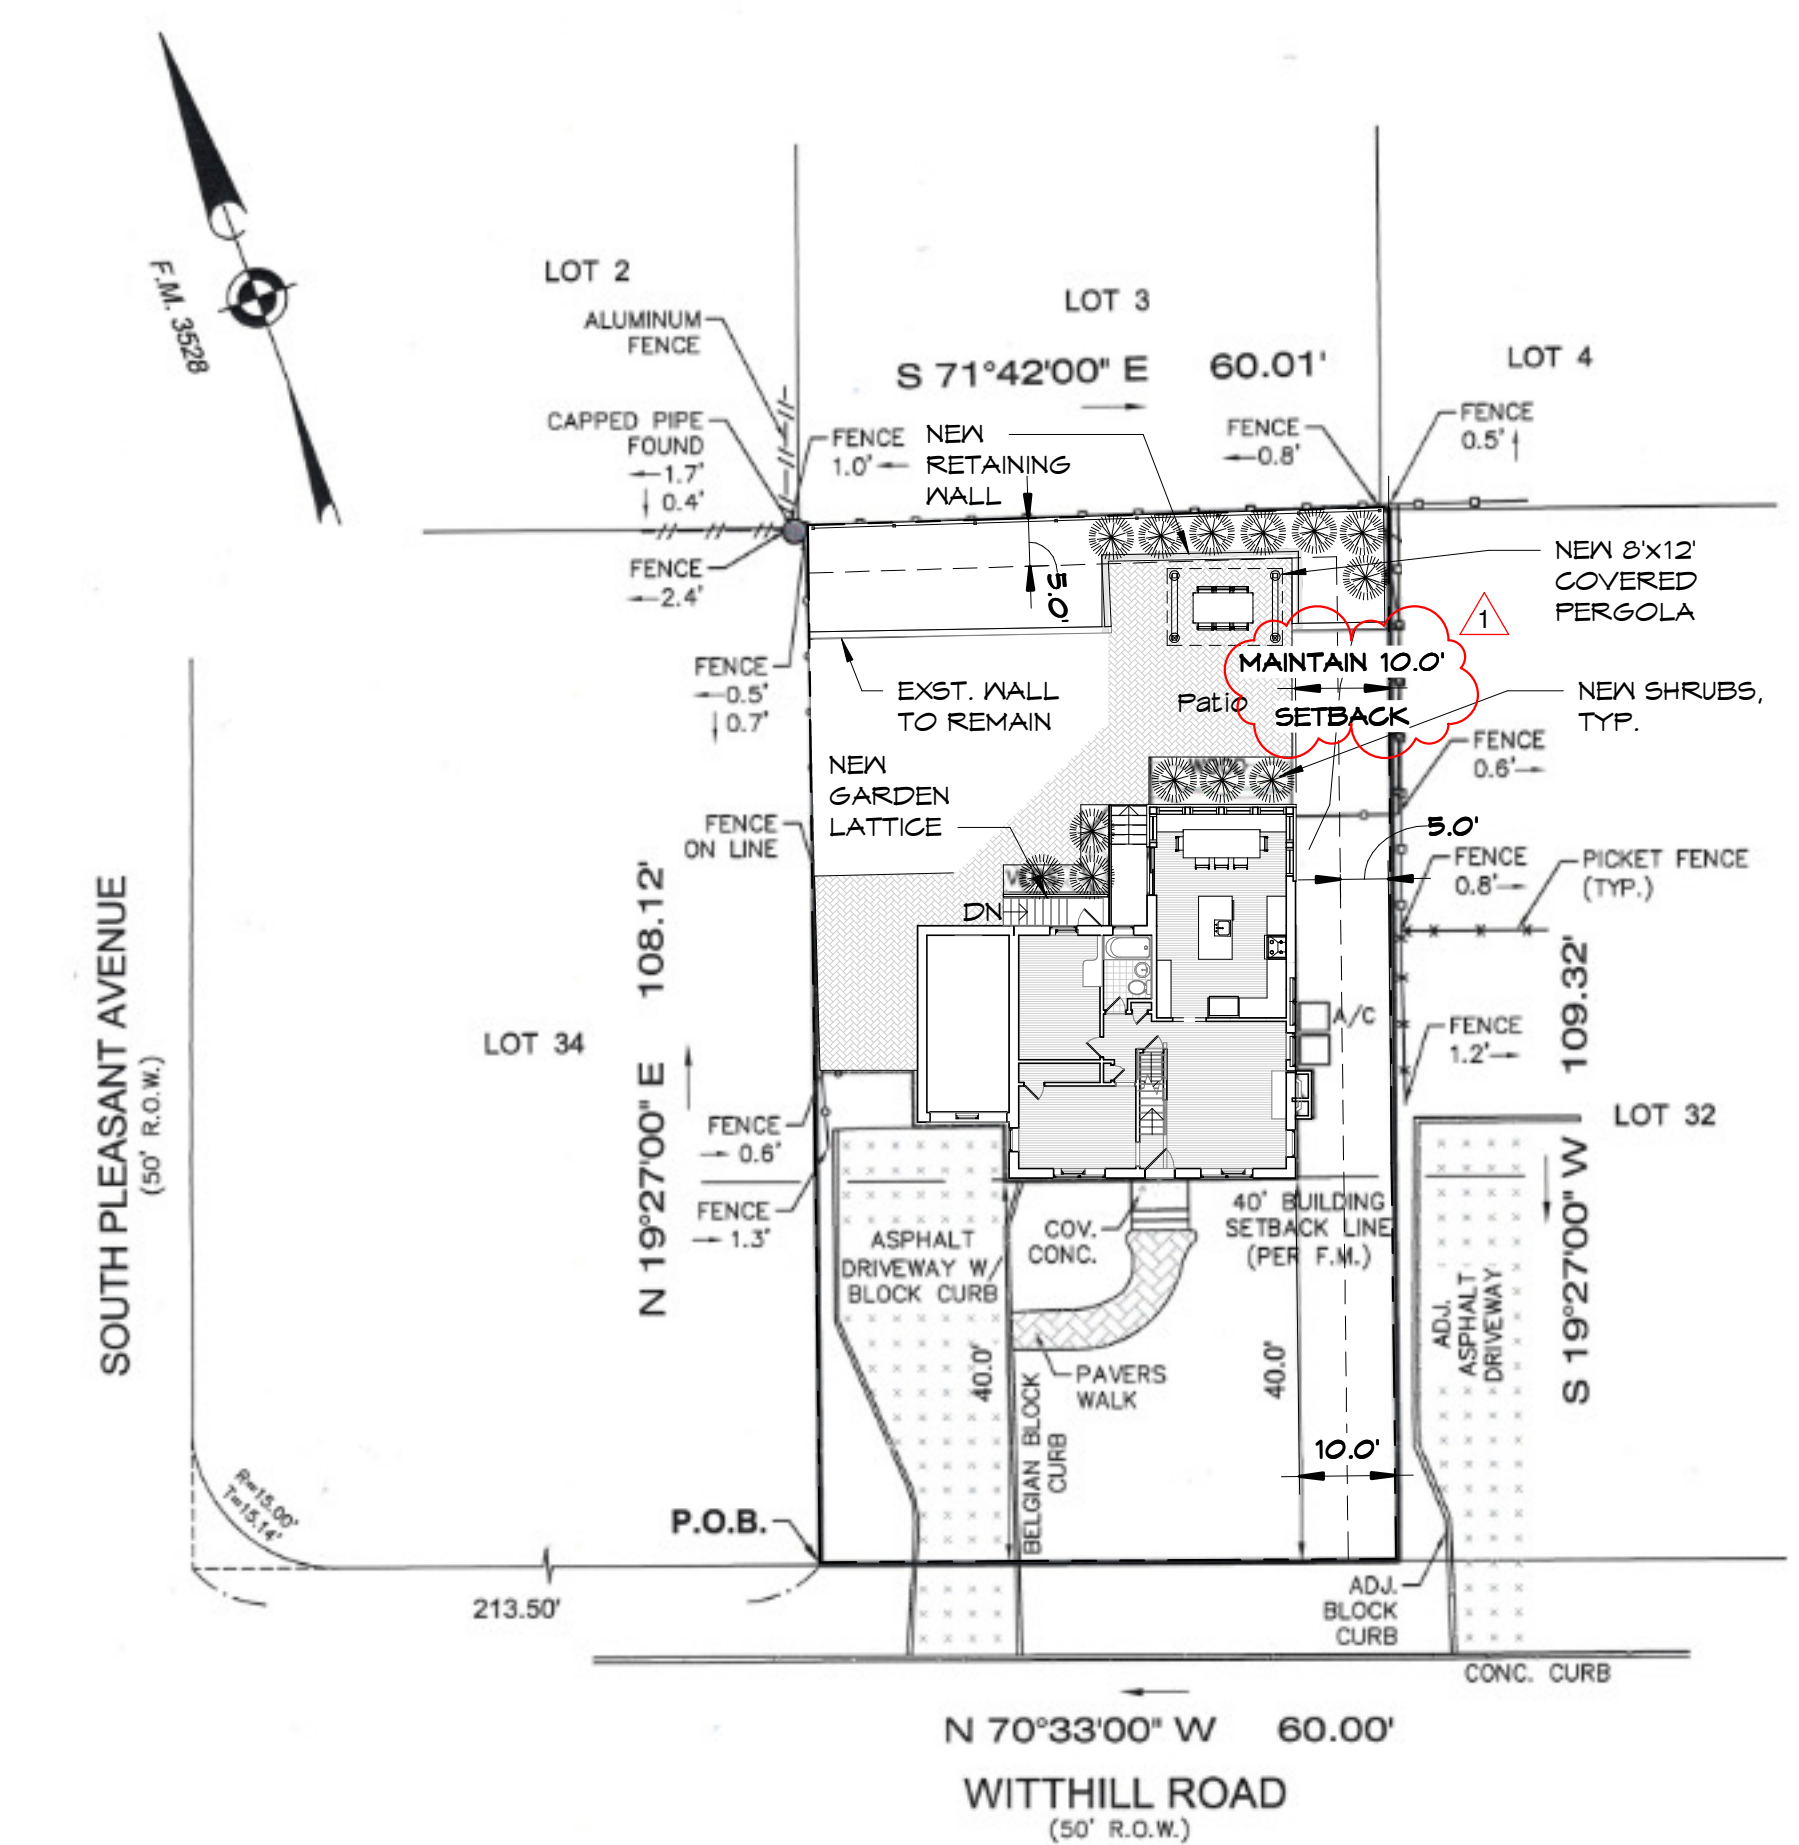 F.M. 3528
LOT 2
LOT 3
LOT 4
ALUMINUM
FENCE
S 71°42'00" E 60.01'
CAPPED PIPE
FOUND
1.7'
0.4'
FENCE
1.0'
NEW
RETAINING
WALL
FENCE
0.8'
FENCE
0.5'
FENCE
2.4'
5.0'
NEW 8'x12'
COVERED
PERGOLA
1
MAINTAIN 10.0'
SETBACK
FENCE
0.5'
0.7'
EXST. WALL
TO REMAIN
Patio
NEW SHRUBS,
TYP.
FENCE
0.6'
NEW
GARDEN
LATTICE
FENCE
ON LINE
5.0'
FENCE
0.8'
PICKET FENCE
(TYP.)
DN
SOUTH PLEASANT AVENUE
(50' R.O.W.)
LOT 34
N 19°27'00" E 108.12'
A/C
FENCE
1.2'
109.32'
S 19°27'00" W
LOT 32
FENCE
0.6'
FENCE
1.3'
ASPHALT
DRIVEWAY W/
BLOCK CURB
COV.
CONC.
40' BUILDING
SETBACK LINE
(PER F.M.)
ADJ.
ASPHALT
DRIVEWAY
40.0'
40.0'
PAVERS
WALK
BELGIAN BLOCK
CURB
10.0'
R=15.00'
T=15.14'
P.O.B.
213.50'
ADJ.
BLOCK
CURB
CONC. CURB
N 70°33'00" W 60.00'
WITTHILL ROAD
(50' R.O.W.)